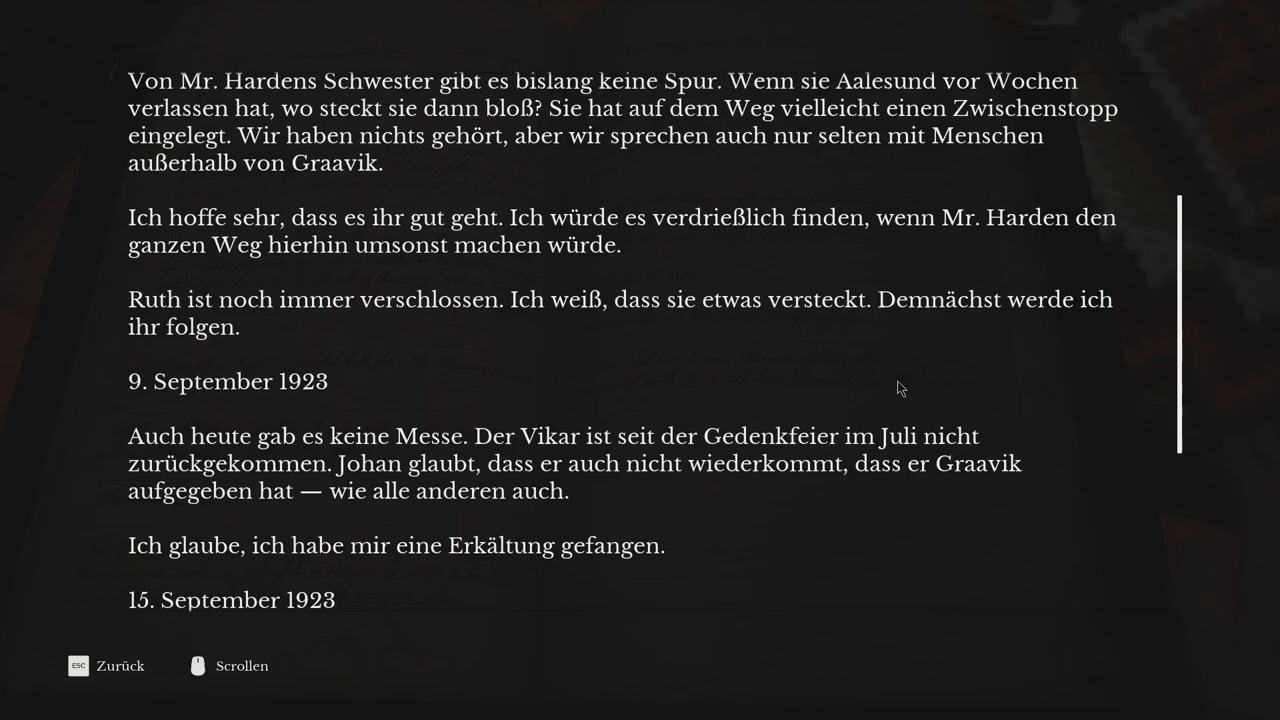 Von Mr. Hardens Schwester gibt es bislang keine Spur. Wenn sie Aalesund vor Wochen
verlassen hat, wo steckt sie dann bloß? Sie hat auf dem Weg vielleicht einen Zwischenstopp
eingelegt. Wir haben nichts gehört, aber wir sprechen auch nur selten mit Menschen
außerhalb von Graavik.
Ich hoffe sehr, dass es ihr gut geht. Ich würde es verdrießlich finden, wenn Mr. Harden den
ganzen Weg hierhin umsonst machen würde.
Ruth ist noch immer verschlossen. Ich weiß, dass sie etwas versteckt. Demnächst werde ich
ihr folgen.
9. September 1923
Auch heute gab es keine Messe. Der Vikar ist seit der Gedenkfeier im Juli nicht
zurückgekommen. Johan glaubt, dass er auch nicht wiederkommt, dass er Graavik
aufgegeben hat — wie alle anderen auch.
Ich glaube, ich habe mir eine Erkältung gefangen.
15. September 1923
ESC Zurück Scrollen